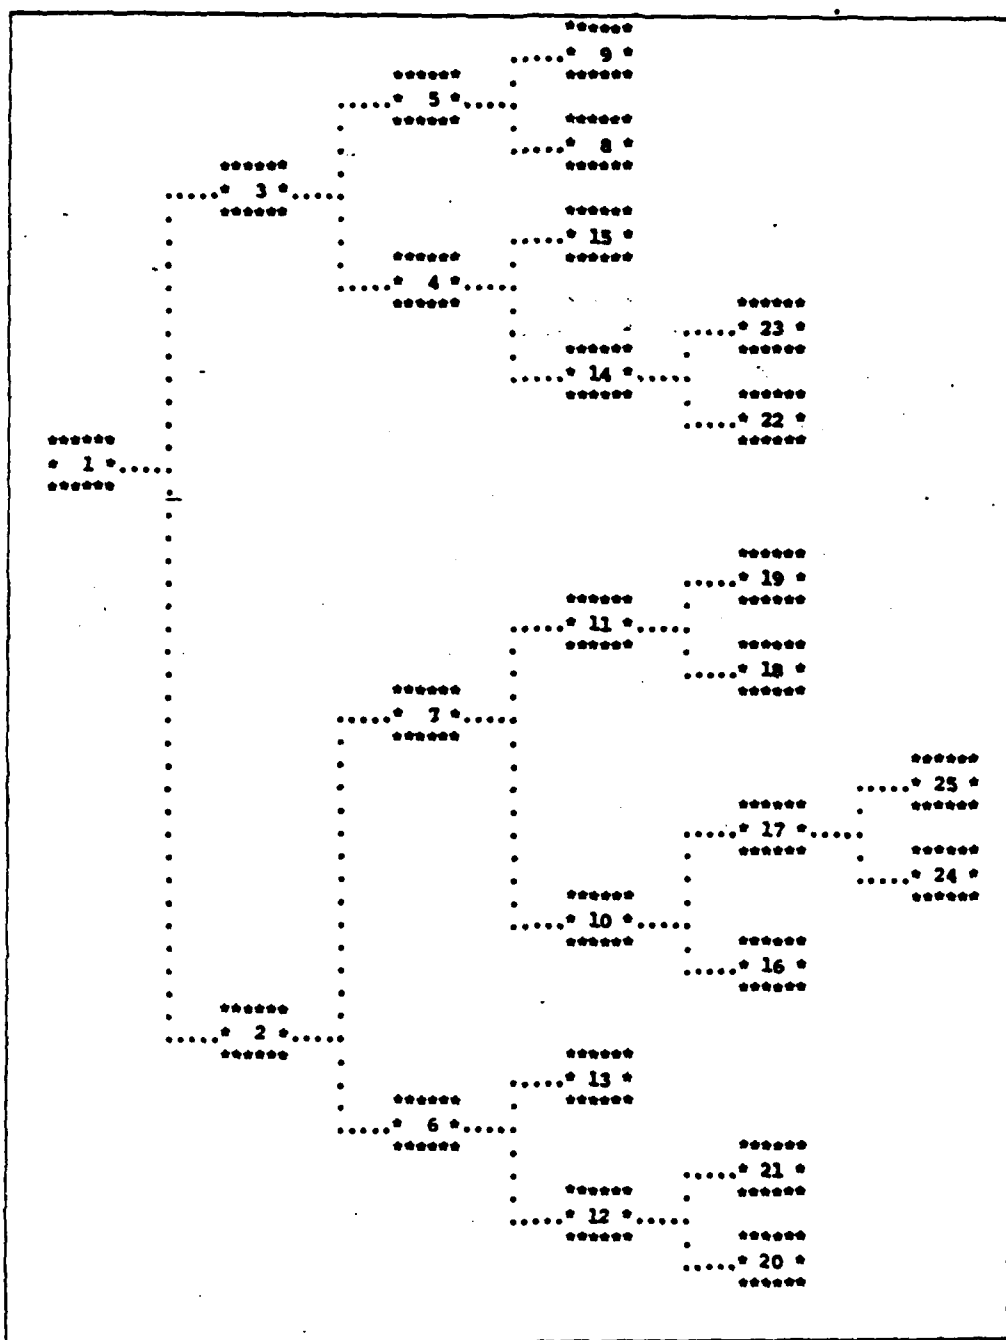 ******
.....* 9 *
****** ******
.....* 5 *.....
****** ******
.....* 8 *
****** ******
.....* 3 *.....
****** ******
.....* 15 *
****** ******
.....* 4 *.....
****** ******
.....* 23 *
****** ******
.....* 14 *.....
****** ******
.....* 22 *
****** ******
* 1 *.....
******
******
.....* 19 *
****** ******
.....* 11 *.....
****** ******
.....* 18 *
****** ******
.....* 7 *.....
******
******
.....* 25 *
****** ******
.....* 17 *.....
****** ******
.....* 24 *
****** ******
.....* 10 *.....
****** ******
.....* 16 *
****** ******
.....* 2 *.....
****** ******
.....* 13 *
****** ******
.....* 6 *.....
****** ******
.....* 21 *
****** ******
.....* 12 *.....
****** ******
.....* 20 *
******